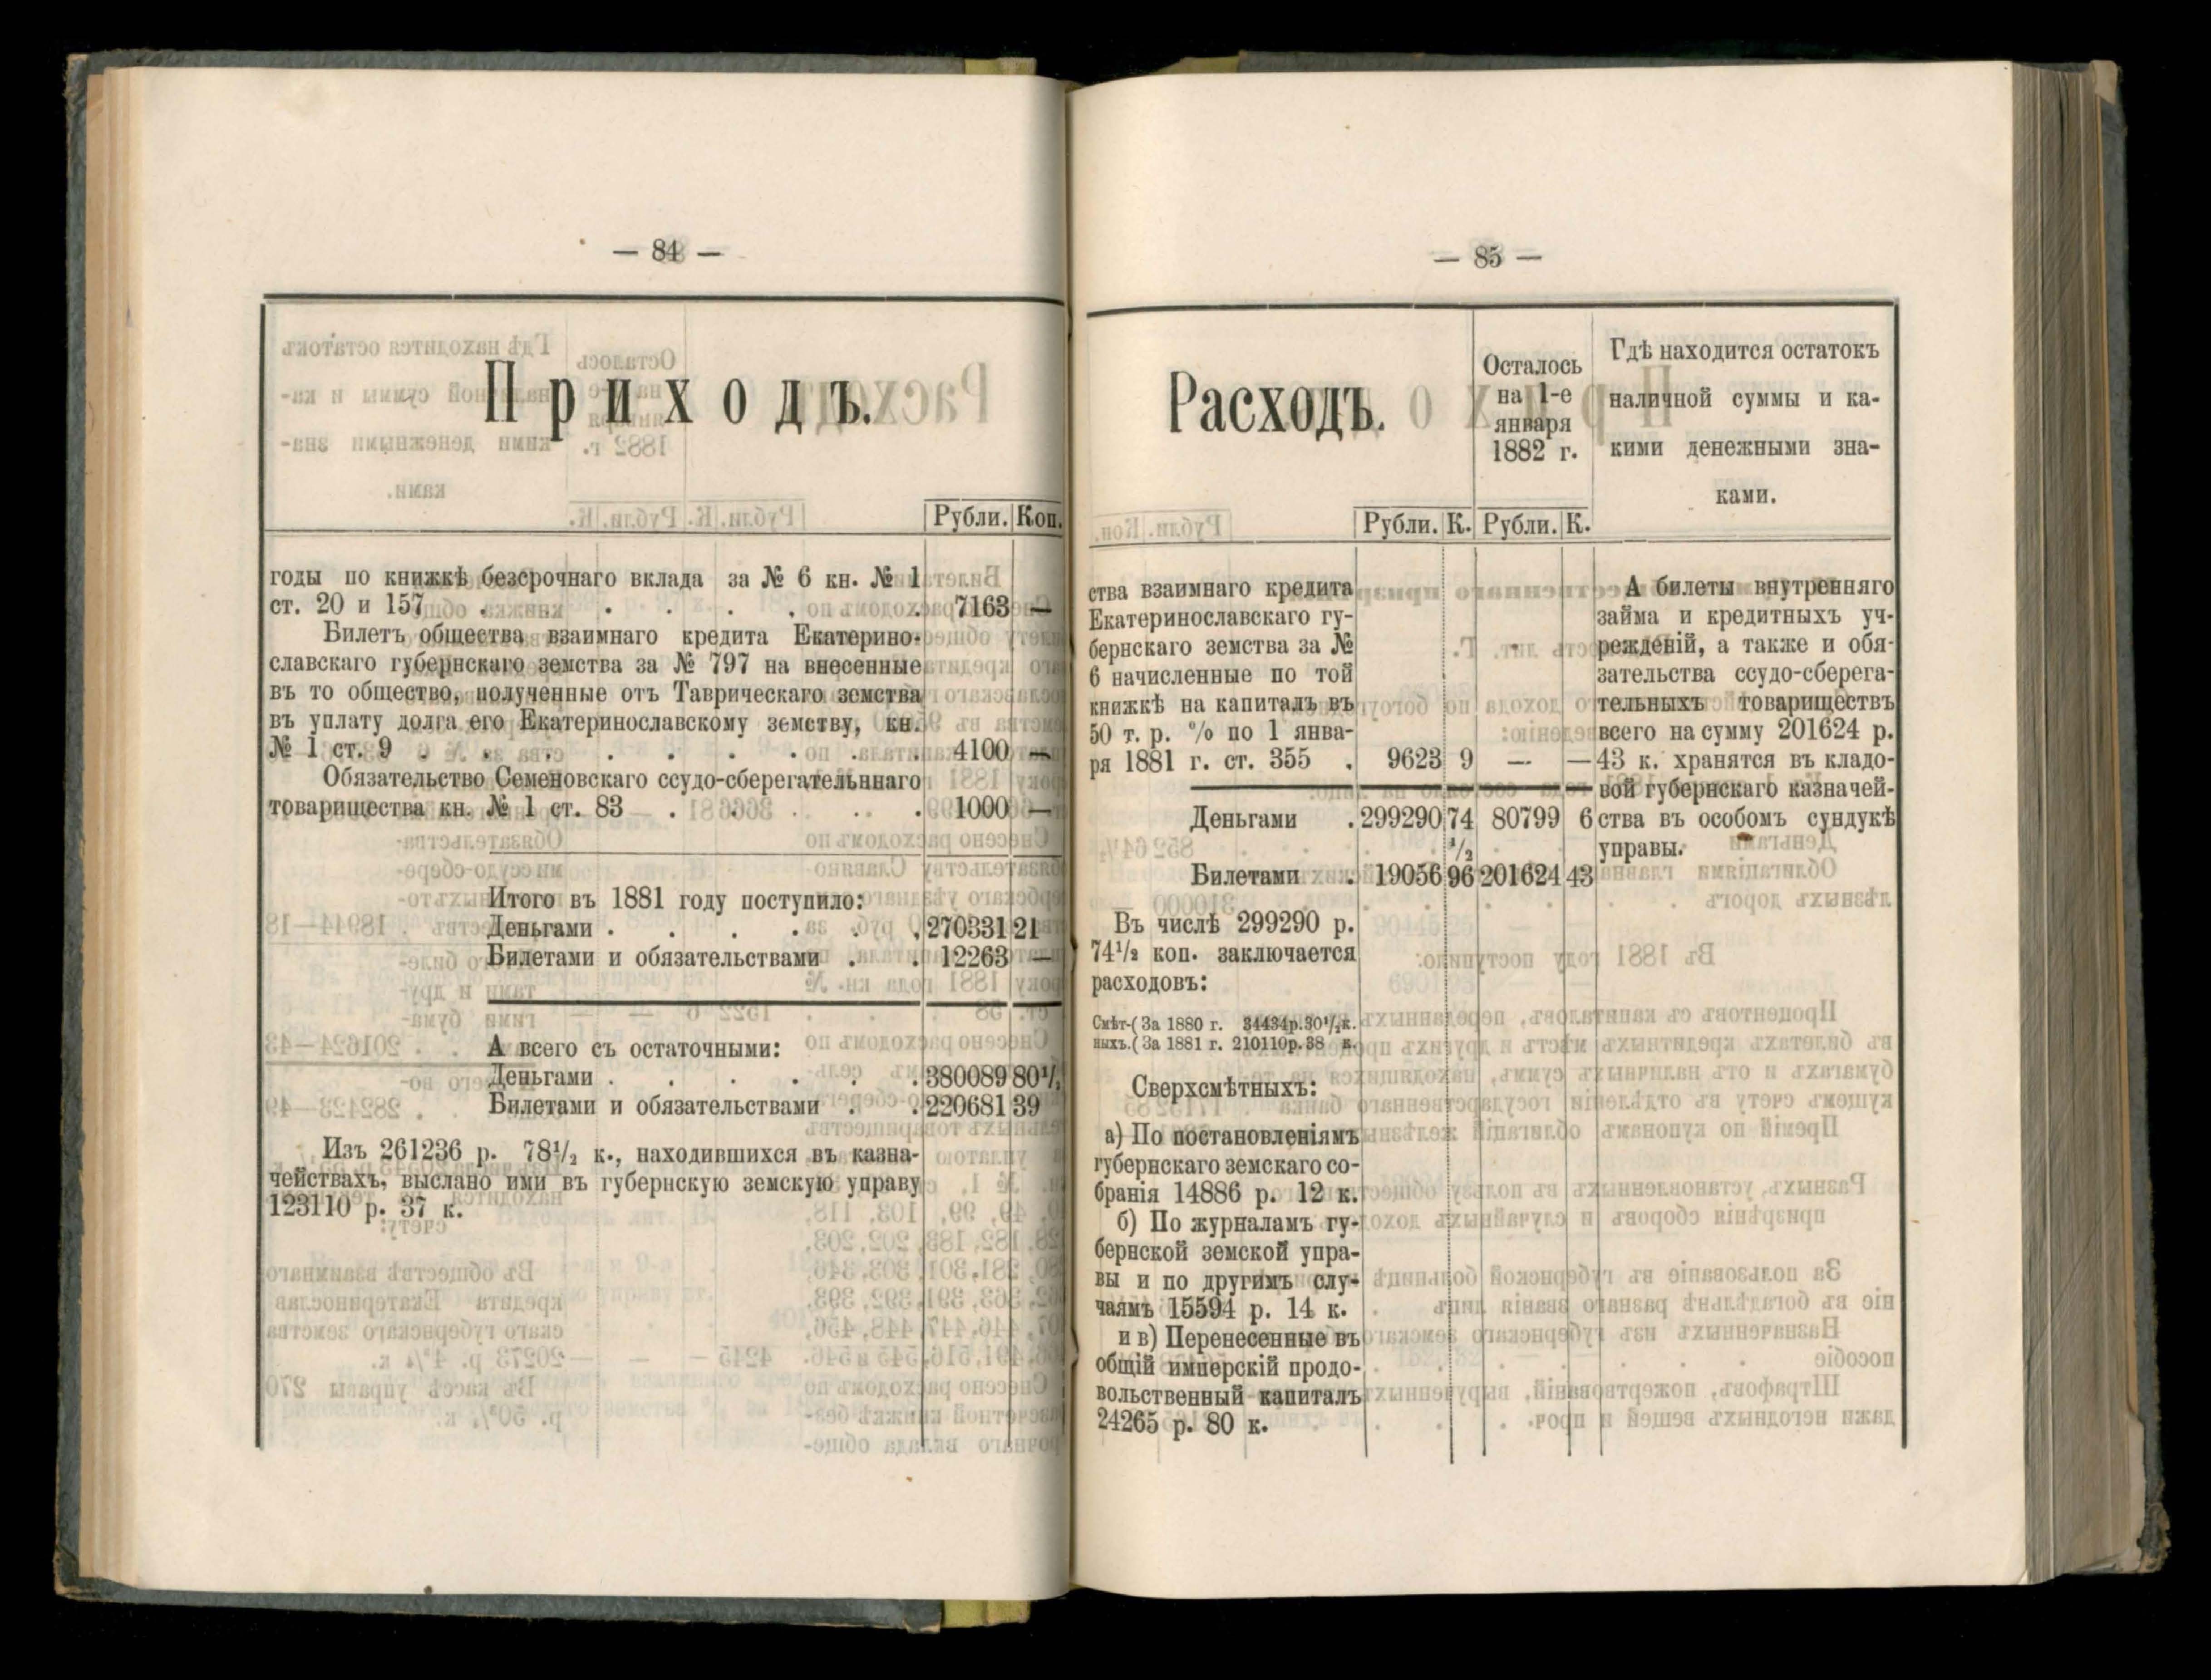 — 84 —
Приходъ.
Рубли. Коп.
годы по книжкѣ безсрочнаго вклада за № 6 кн. № 1
ст. 20 и 157 . . . . . . 7163 —
Билетъ общества взаимнаго кредита Екатерино-
славскаго губернскаго земства за № 797 на внесенные
въ то общество, полученные отъ Таврическаго земства
въ уплату долга его Екатеринославскому земству, кн.
№ 1 ст. 9 . . . . . . . 4100 —
Обязательство Семеновскаго ссудо-сберегательннаго
товарищества кн. № 1 ст. 83 . . . . . 1000 —
Итого въ 1881 году поступило:
Деньгами . . . . . . 270331 21
Билетами и обязательствами . . 12263 —
А всего съ остаточными:
Деньгами . . . . . . 380089 80½
Билетами и обязательствами . . 220681 39
Изъ 261236 р. 78½ к., находившихся въ казна-
чействахъ, выслано ими въ губернскую земскую управу
123110 р. 37 к.
— 85 —
Расходъ.
Осталось
на 1-е
января
1882 г.
Гдѣ находится остатокъ
наличной суммы и ка-
кими денежными зна-
ками.
Рубли. К. Рубли. К.
ства взаимнаго кредита
Екатеринославскаго гу-
бернскаго земства за №
6 начисленные по той
книжкѣ на капиталъ въ
50 т. р. % по 1 янва-
ря 1881 г. ст. 355 . 9623 9 — —
Деньгами . 299290 74 80799 6
½
Билетами . 19056 96 201624 43
Въ числѣ 299290 р.
74½ коп. заключается
расходовъ:
Смѣт-( За 1880 г. 34434р.30½к.
ныхъ.( За 1881 г. 210110р.38 к.
Сверхсмѣтныхъ:
а) По постановленіямъ
губернскаго земскаго со-
бранія 14886 р. 12 к.
б) По журналамъ гу-
бернской земской упра-
вы и по другимъ слу-
чаямъ 15594 р. 14 к.
и в) Перенесенные въ
общій имперскій продо-
вольственный капиталъ
24265 р. 80 к.
А билеты внутренняго
займа и кредитныхъ уч-
режденій, а также и обя-
зательства ссудо-сберега-
тельныхъ товариществъ
всего на сумму 201624 р.
43 к. хранятся въ кладо-
вой губернскаго казначей-
ства въ особомъ сундукѣ
управы.